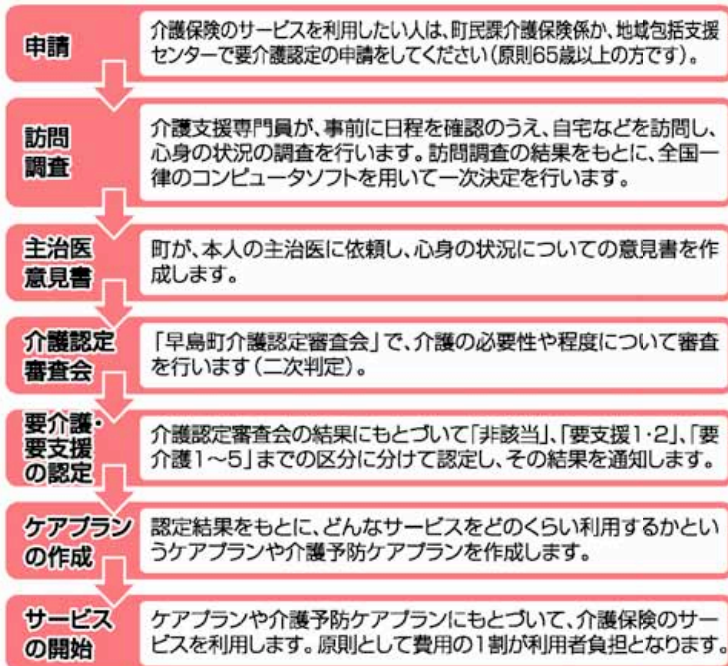 申請
介護保険のサービスを利用したい人は、町民課介護保険係か、地域包括支援
センターで要介護認定の申請をしてください(原則65歳以上の方です)。
訪問
調査
介護支援専門員が、事前に日程を確認のうえ、自宅などを訪問し、
心身の状況の調査を行います。訪問調査の結果をもとに、全国一
律のコンピュータソフトを用いて一次決定を行います。
主治医
意見書
町が、本人の主治医に依頼し、心身の状況についての意見書を作
成します。
介護認定
審査会
「早島町介護認定審査会」で、介護の必要性や程度について審査
を行います(二次判定)。
要介護・
要支援
の認定
介護認定審査会の結果にもとづいて「非該当」、「要支援1・2」、「要
介護1〜5」までの区分に分けて認定し、その結果を通知します。
ケアプラン
の作成
認定結果をもとに、どんなサービスをどのくらい利用するかとい
うケアプランや介護予防ケアプランを作成します。
サービス
の開始
ケアプランや介護予防ケアプランにもとづいて、介護保険のサー
ビスを利用します。原則として費用の1割が利用者負担となります。